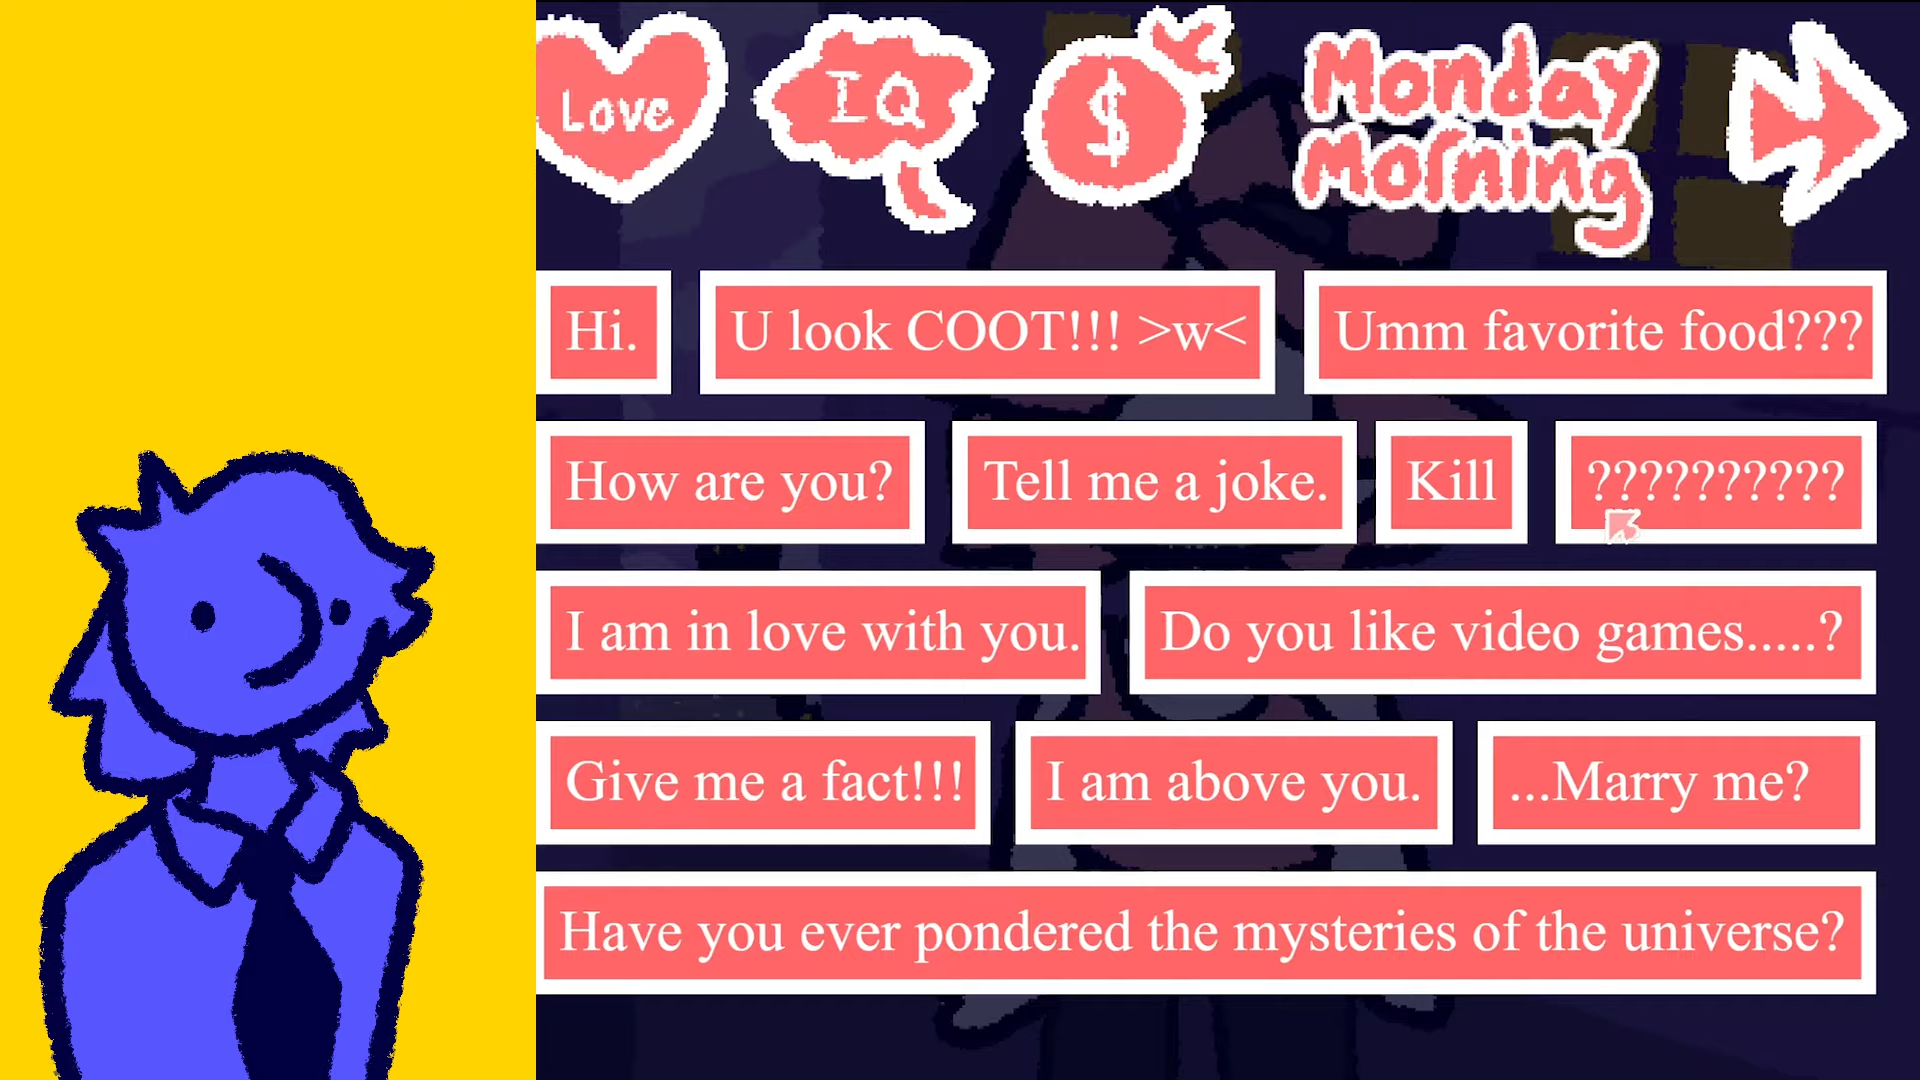 Love
IQ
$
Monday
Morning
Hi.
U look COOT!!! >w<
Umm favorite food???
How are you?
Tell me a joke.
Kill
??????????
I am in love with you.
Do you like video games.....?
Give me a fact!!!
I am above you.
...Marry me?
Have you ever pondered the mysteries of the universe?